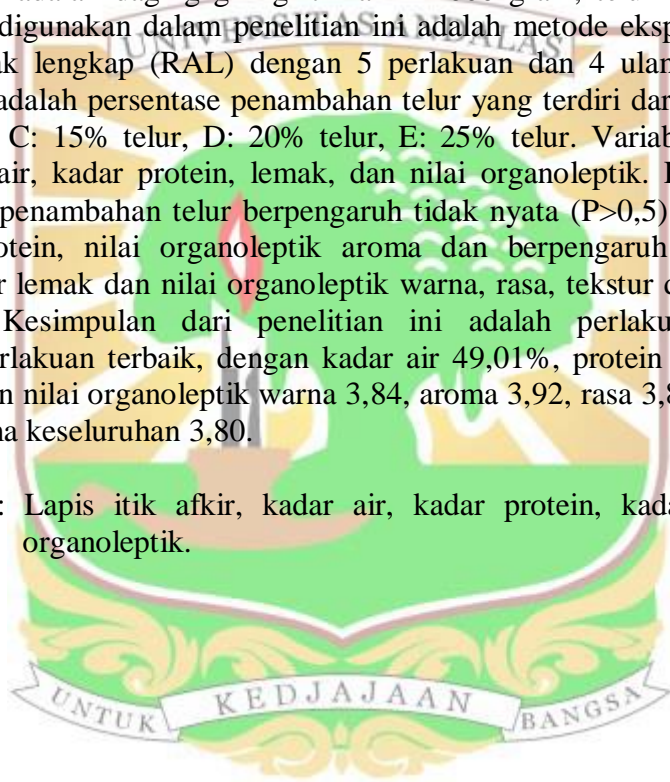 digunakan dalam penelitian ini adalah metode eksp
ak lengkap (RAL) dengan 5 perlakuan dan 4 ulan
adalah persentase penambahan telur yang terdiri dar
C: 15% telur, D: 20% telur, E: 25% telur. Variab
air, kadar protein, lemak, dan nilai organoleptik.
penambahan telur berpengaruh tidak nyata (P>0,5)
otein, nilai organoleptik aroma dan berpengaruh
r lemak dan nilai organoleptik warna, rasa, tekstur d
Kesimpulan dari penelitian ini adalah perlaku
rlakuan terbaik, dengan kadar air 49,01%, protein
n nilai organoleptik warna 3,84, aroma 3,92, rasa 3,8
na keseluruhan 3,80.
: Lapis itik afkir, kadar air, kadar protein, kada
organoleptik.
UNIVERSITAS ANDALAS
UNTUK KEDJAJAAN BANGSA